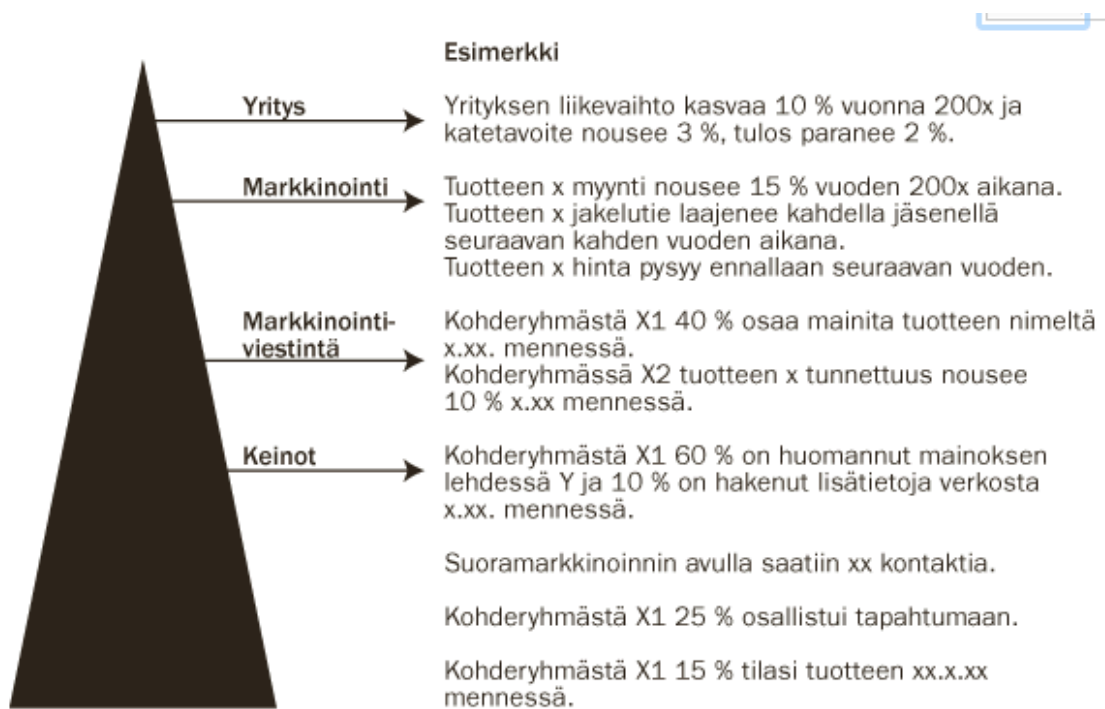 Esimerkki
Yritys
Yrityksen liikevaihto kasvaa 10 % vuonna 200x ja
katetavoite nousee 3 %, tulos paranee 2 %.
Markkinointi
Tuotteen x myynti nousee 15 % vuoden 200x aikana.
Tuotteen x jakelutie laajenee kahdella jäsenellä
seuraavan kahden vuoden aikana.
Tuotteen x hinta pysyy ennallaan seuraavan vuoden.
Markkinointi-
viestintä
Kohderyhmästä X1 40 % osaa mainita tuotteen nimeltä
x.xx. mennessä.
Kohderyhmässä X2 tuotteen x tunnettuus nousee
10 % x.xx mennessä.
Keinot
Kohderyhmästä X1 60 % on huomannut mainoksen
lehdessä Y ja 10 % on hakenut lisätietoja verkosta
x.xx. mennessä.
Suoramarkkinoinnin avulla saatiin xx kontaktia.
Kohderyhmästä X1 25 % osallistui tapahtumaan.
Kohderyhmästä X1 15 % tilasi tuotteen xx.x.xx
mennessä.